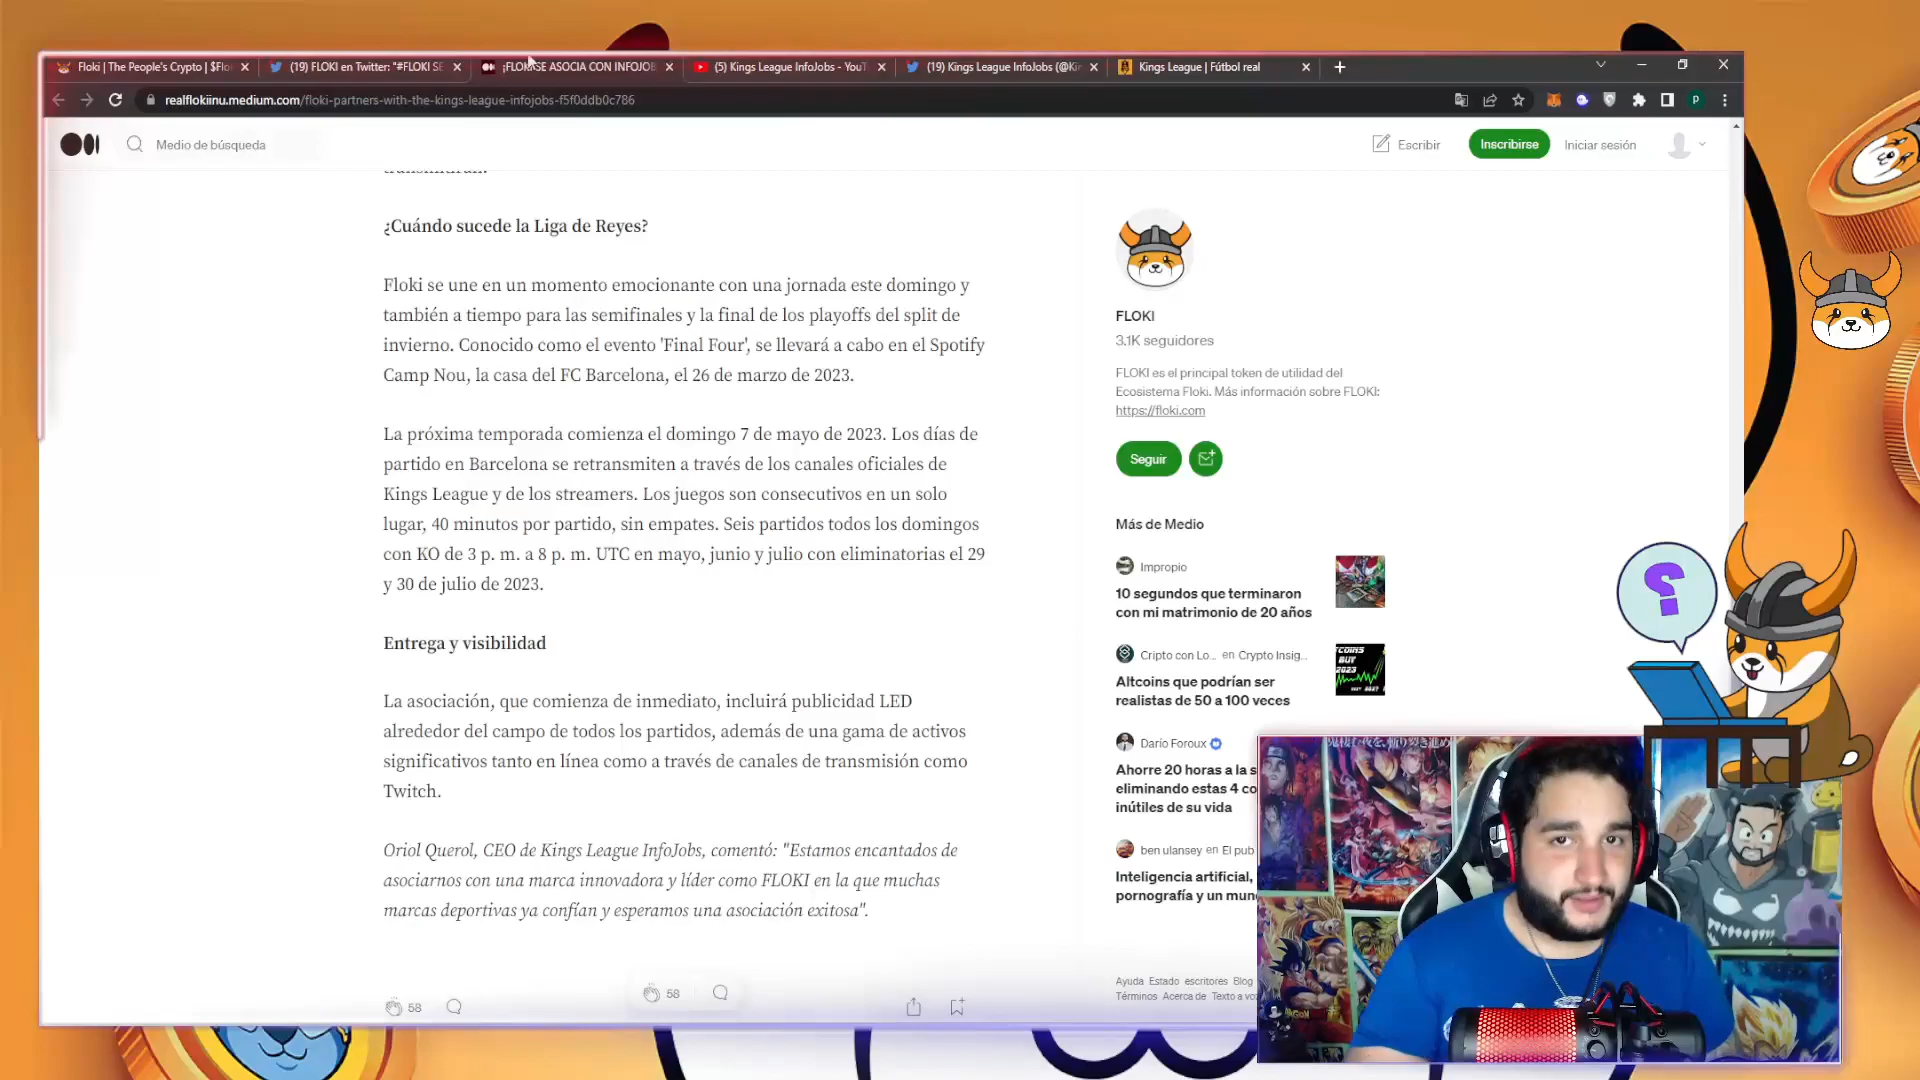 Floki | The People's Crypto | $Flo
(19) FLOKI en Twitter: "#FLOKI SE
¡FLOKI SE ASOCIA CON INFOJOB
(5) Kings League InfoJobs - YouT
(19) Kings League InfoJobs (@Kin
Kings League | Fútbol real
realflokiinu.medium.com/floki-partners-with-the-kings-league-infojobs-f5f0ddb0c786
P
Medio de búsqueda
Escribir
Inscribirse
Iniciar sesión
transmitirán.
¿Cuándo sucede la Liga de Reyes?
Floki se une en un momento emocionante con una jornada este domingo y
también a tiempo para las semifinales y la final de los playoffs del split de
invierno. Conocido como el evento 'Final Four', se llevará a cabo en el Spotify
Camp Nou, la casa del FC Barcelona, el 26 de marzo de 2023.
La próxima temporada comienza el domingo 7 de mayo de 2023. Los días de
partido en Barcelona se retransmiten a través de los canales oficiales de
Kings League y de los streamers. Los juegos son consecutivos en un solo
lugar, 40 minutos por partido, sin empates. Seis partidos todos los domingos
con KO de 3 p. m. a 8 p. m. UTC en mayo, junio y julio con eliminatorias el 29
y 30 de julio de 2023.
Entrega y visibilidad
La asociación, que comienza de inmediato, incluirá publicidad LED
alrededor del campo de todos los partidos, además de una gama de activos
significativos tanto en línea como a través de canales de transmisión como
Twitch.
Oriol Querol, CEO de Kings League InfoJobs, comentó: "Estamos encantados de
asociarnos con una marca innovadora y líder como FLOKI en la que muchas
marcas deportivas ya confían y esperamos una asociación exitosa".
58
58
FLOKI
3.1K seguidores
FLOKI es el principal token de utilidad del
Ecosistema Floki. Más información sobre FLOKI:
https://floki.com
Seguir
Más de Medio
Impropio
10 segundos que terminaron
con mi matrimonio de 20 años
Cripto con Lo... en Crypto Insig...
Altcoins que podrían ser
realistas de 50 a 100 veces
COINS
BUT
2023
Darío Foroux
Ahorre 20 horas a la s
eliminando estas 4 co
inútiles de su vida
ben ulansey en El pub
Inteligencia artificial,
pornografía y un mun
Ayuda Estado escritores Blog
Términos Acerca de Texto a voz
?